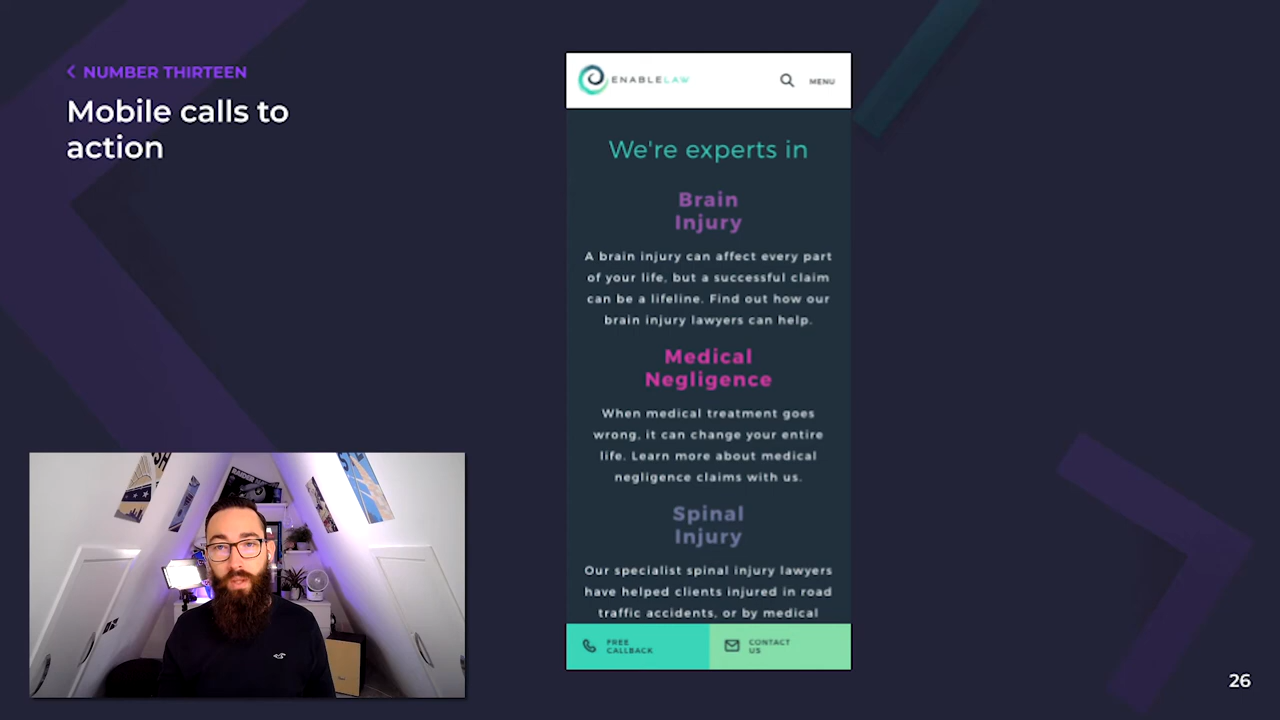 NUMBER THIRTEEN
Mobile calls to
action
ENABLELAW
MENU
We're experts in
Brain
Injury
A brain injury can affect every part
of your life, but a successful claim
can be a lifeline. Find out how our
brain injury lawyers can help.
Medical
Negligence
When medical treatment goes
wrong, it can change your entire
life. Learn more about medical
negligence claims with us.
Spinal
Injury
Our specialist spinal injury lawyers
have helped clients injured in road
traffic accidents, or by medical
FREE
CALLBACK
CONTACT
US
26